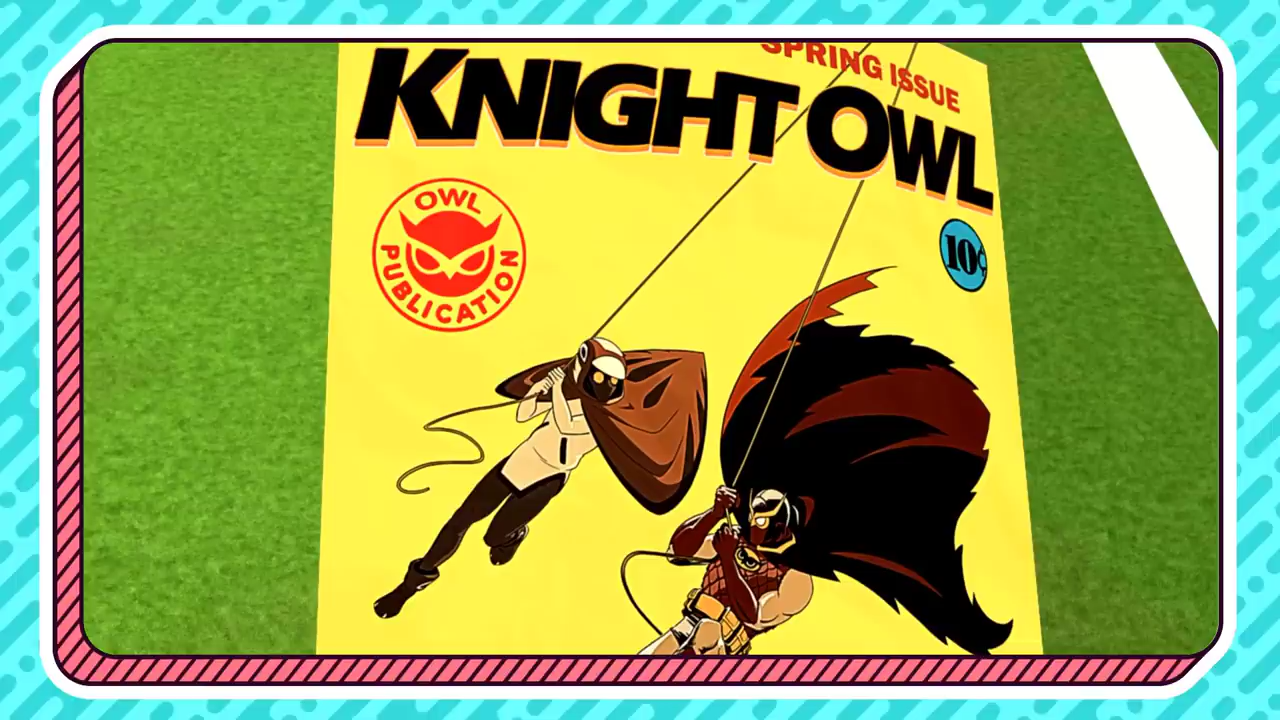 SPRING ISSUE
KNIGHT OWL
OWL
PUBLICATION
10¢